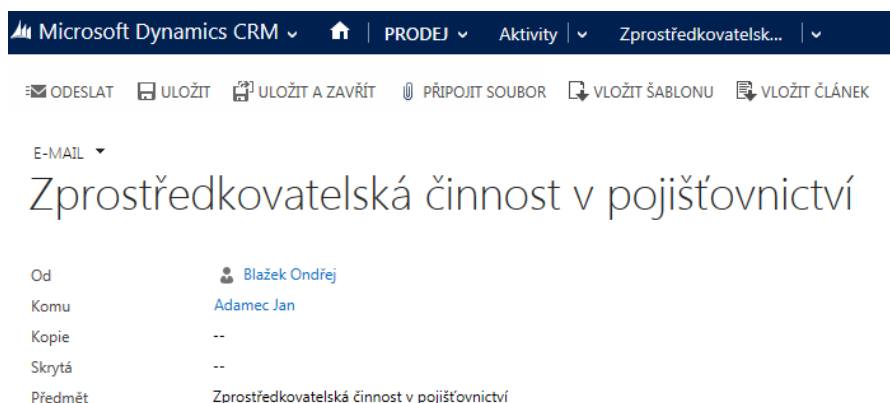 Microsoft Dynamics CRM PRODEJ Aktivity Zprostředkovatelsk...
ODESLAT ULOŽIT ULOŽIT A ZAVŘÍT PŘIPOJIT SOUBOR VLOŽIT ŠABLONU VLOŽIT ČLÁNEK
E-MAIL
Zprostředkovatelská činnost v pojišťovnictví
Od Blažek Ondřej
Komu Adamec Jan
Kopie --
Skrytá --
Předmět Zprostředkovatelská činnost v pojišťovnictví